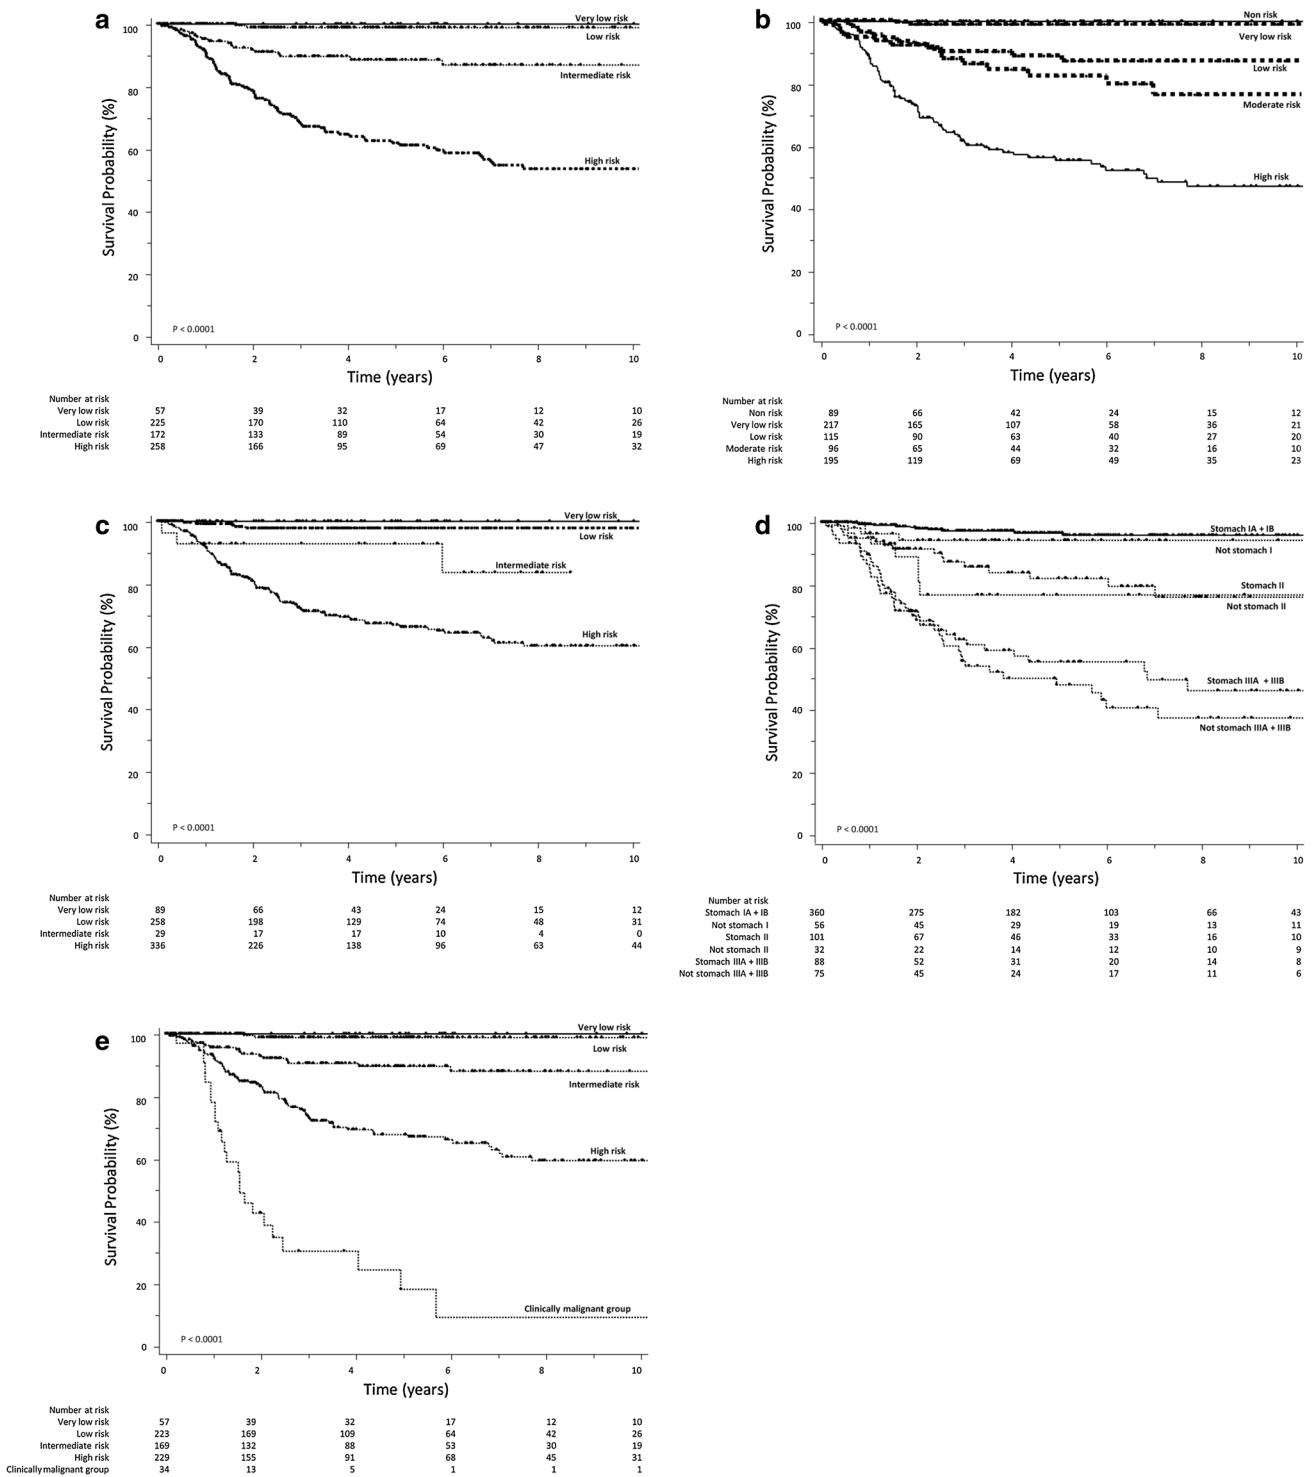 a
Survival Probability (%)
100
80
60
40
20
0
Very low risk
Low risk
Intermediate risk
High risk
P < 0.0001
0 2 4 6 8 10
Time (years)
Number at risk
Very low risk 57 39 32 17 12 10
Low risk 225 170 110 64 42 26
Intermediate risk 172 133 89 54 30 19
High risk 258 166 95 69 47 32
b
Survival Probability (%)
100
80
60
40
20
0
Non risk
Very low risk
Low risk
Moderate risk
High risk
P < 0.0001
0 2 4 6 8 10
Time (years)
Number at risk
Non risk 89 66 42 24 15 12
Very low risk 217 165 107 58 36 21
Low risk 115 90 63 40 27 20
Moderate risk 96 65 44 32 16 10
High risk 195 119 69 49 35 23
c
Survival Probability (%)
100
80
60
40
20
0
Very low risk
Low risk
Intermediate risk
High risk
P < 0.0001
0 2 4 6 8 10
Time (years)
Number at risk
Very low risk 89 66 43 24 15 12
Low risk 258 198 129 74 48 31
Intermediate risk 29 17 17 10 4 0
High risk 336 226 138 96 63 44
d
Survival Probability (%)
100
80
60
40
20
0
Stomach IA + IB
Not stomach I
Stomach II
Not stomach II
Stomach IIIA + IIIB
Not stomach IIIA + IIIB
P < 0.0001
0 2 4 6 8 10
Time (years)
Number at risk
Stomach IA + IB 360 275 182 103 66 43
Not stomach I 56 45 29 19 13 11
Stomach II 101 67 46 33 16 10
Not stomach II 32 22 14 12 10 9
Stomach IIIA + IIIB 88 52 31 20 14 8
Not stomach IIIA + IIIB 75 45 24 17 11 6
e
Survival Probability (%)
100
80
60
40
20
0
Very low risk
Low risk
Intermediate risk
High risk
Clinically malignant group
P < 0.0001
0 2 4 6 8 10
Time (years)
Number at risk
Very low risk 57 39 32 17 12 10
Low risk 223 169 109 64 42 26
Intermediate risk 169 132 88 53 30 19
High risk 229 155 91 68 45 31
Clinically malignant group 34 13 5 1 1 1